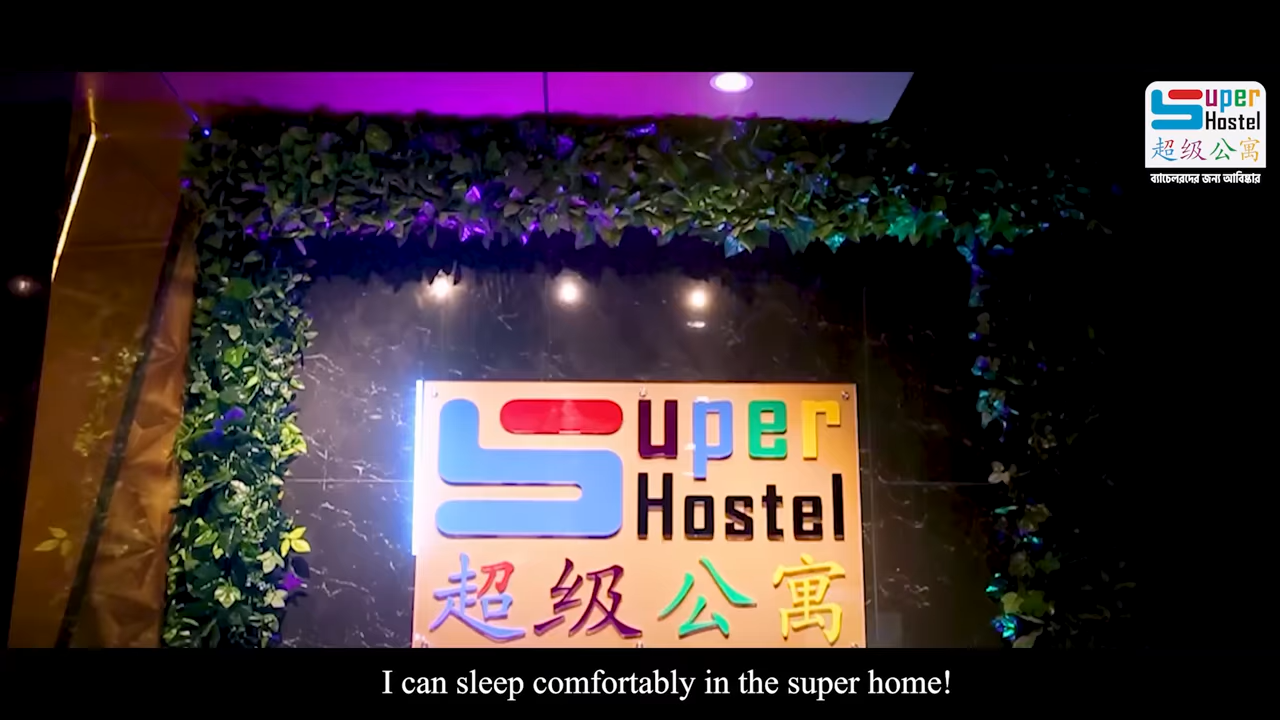 Super
Hostel
超级公寓
ব্যাচেলরদের জন্য আবিষ্কার
Super
Hostel
超级公寓
I can sleep comfortably in the super home!